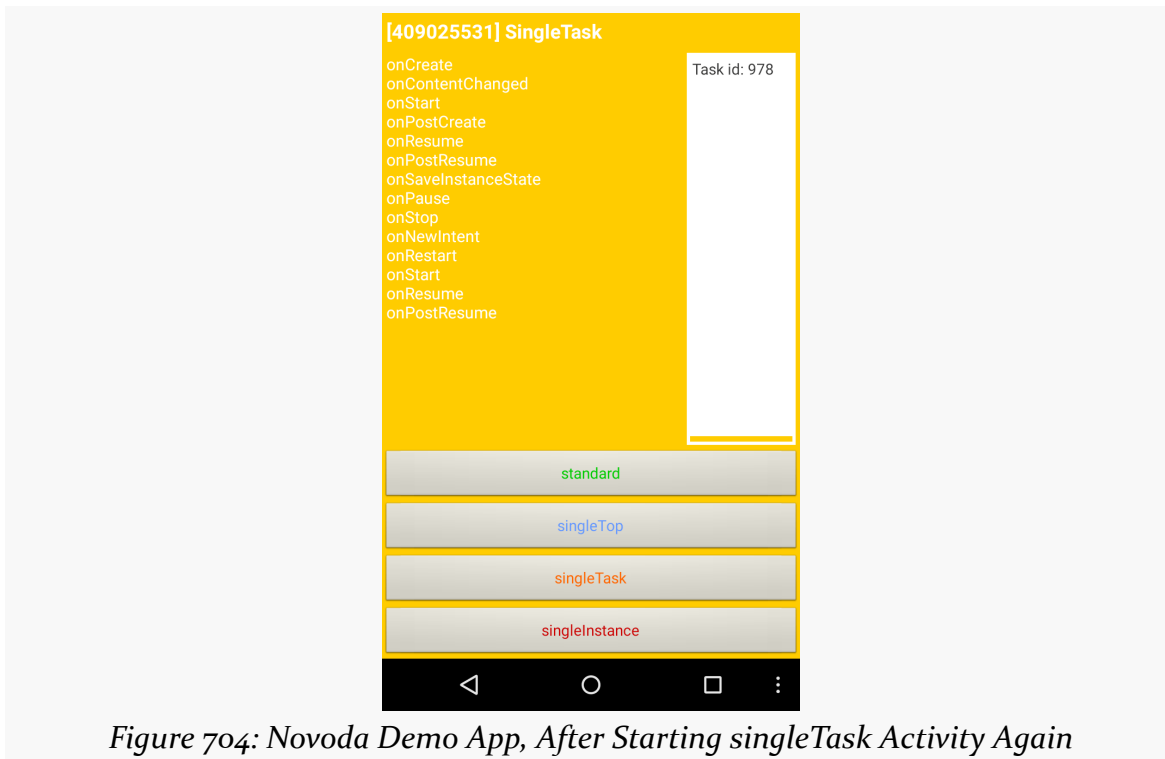 [409025531] SingleTask
onCreate
onContentChanged
onStart
onPostCreate
onResume
onPostResume
onSaveInstanceState
onPause
onStop
onNewIntent
onRestart
onStart
onResume
onPostResume
Task id: 978
standard
singleTop
singleTask
singleInstance
Figure 704: Novoda Demo App, After Starting singleTask Activity Again